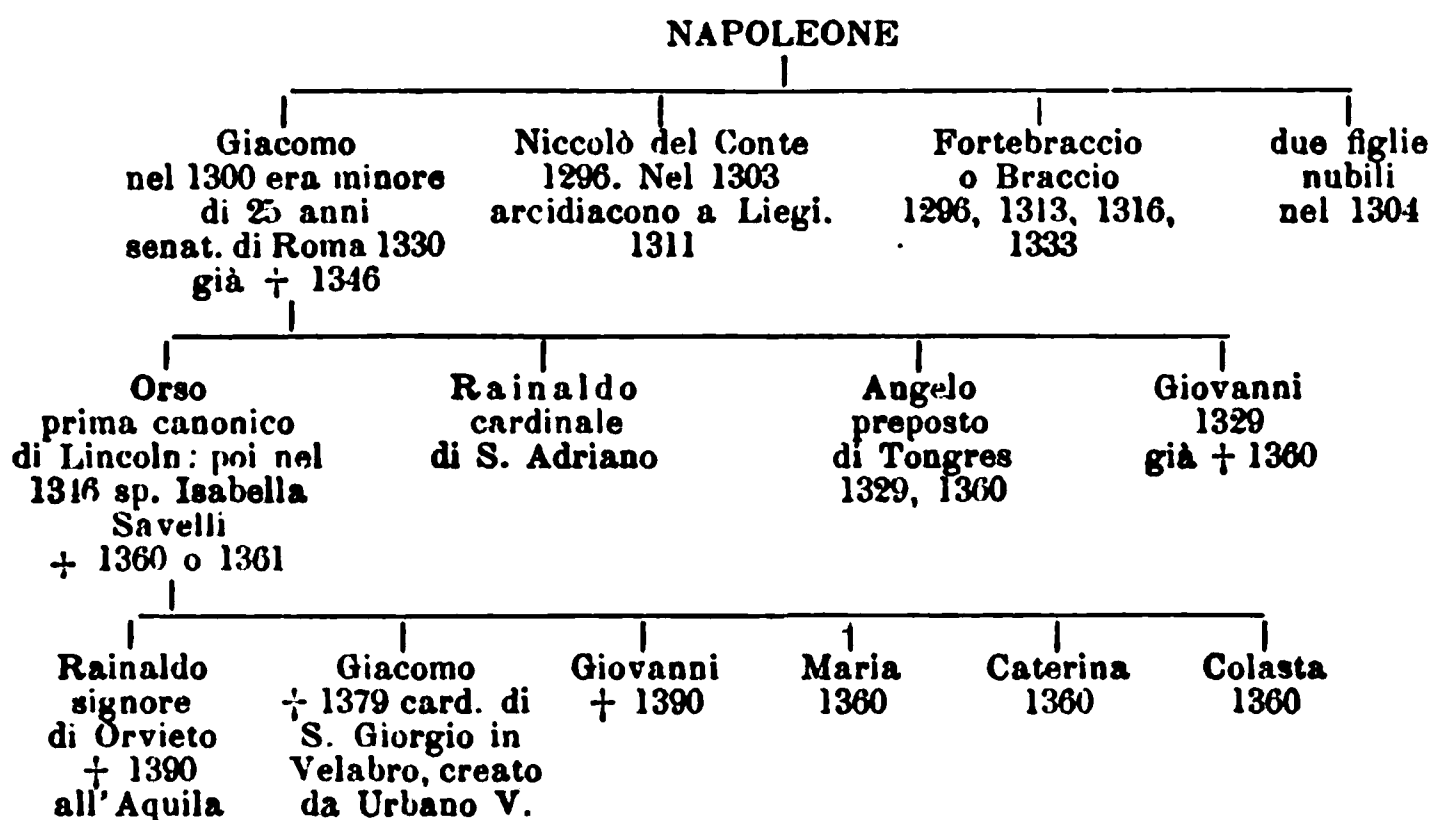 NAPOLEONE
Giacomo
nel 1300 era minore
di 25 anni
senat. di Roma 1330
già † 1346
Niccolò del Conte
1296. Nel 1303
arcidiacono a Liegi.
1311
Fortebraccio
o Braccio
1296, 1313, 1316,
1333
due figlie
nubili
nel 1304
Orso
prima canonico
di Lincoln: poi nel
1346 sp. Isabella
Savelli
† 1360 o 1361
Rainaldo
cardinale
di S. Adriano
Angelo
preposto
di Tongres
1329, 1360
Giovanni
1329
già † 1360
Rainaldo
signore
di Orvieto
† 1390
all'Aquila
Giacomo
† 1379 card. di
S. Giorgio in
Velabro, creato
da Urbano V.
Giovanni
† 1390
Maria
1360
Caterina
1360
Colasta
1360